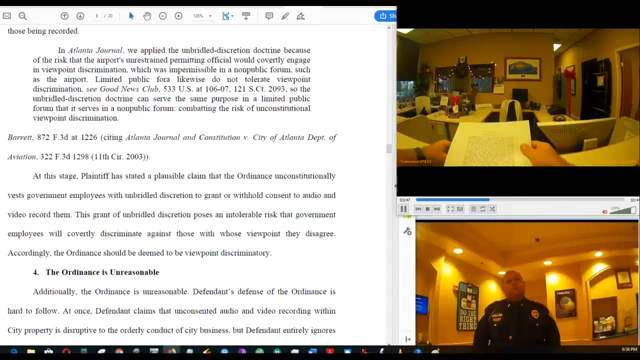 8 / 20
128%
those being recorded.
In Atlanta Journal, we applied the unbridled-discretion doctrine because
of the risk that the airport's unrestrained permitting official would covertly engage
in viewpoint discrimination, which was impermissible in a nonpublic forum, such
as the airport. Limited public fora likewise do not tolerate viewpoint
discrimination, see Good News Club, 533 U.S. at 106-07, 121 S.Ct. 2093, so
the unbridled-discretion doctrine can serve the same purpose in a limited public
forum that it serves in a nonpublic forum: combatting the risk of unconstitutional
viewpoint discrimination.
Barrett, 872 F.3d at 1226 (citing Atlanta Journal and Constitution v. City of Atlanta Dept. of
Aviation, 322 F.3d 1298 (11th Cir. 2003)).
At this stage, Plaintiff has stated a plausible claim that the Ordinance unconstitutionally
vests government employees with unbridled discretion to grant or withhold consent to audio and
video record them. This grant of unbridled discretion poses an intolerable risk that government
employees will covertly discriminate against those with whose viewpoint they disagree.
Accordingly, the Ordinance should be deemed to be viewpoint discriminatory.
4. The Ordinance is Unreasonable
Additionally, the Ordinance is unreasonable. Defendant's defense of the Ordinance is
hard to follow. At once, Defendant claims that unconsented audio and video recording within
City property is disruptive to the orderly conduct of city business, but Defendant entirely ignores
03:47
DO THE
RIGHT
THING